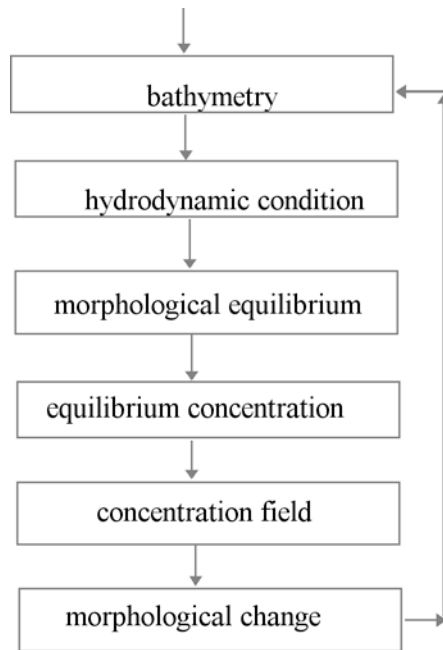 bathymetry
hydrodynamic condition
morphological equilibrium
equilibrium concentration
concentration field
morphological change